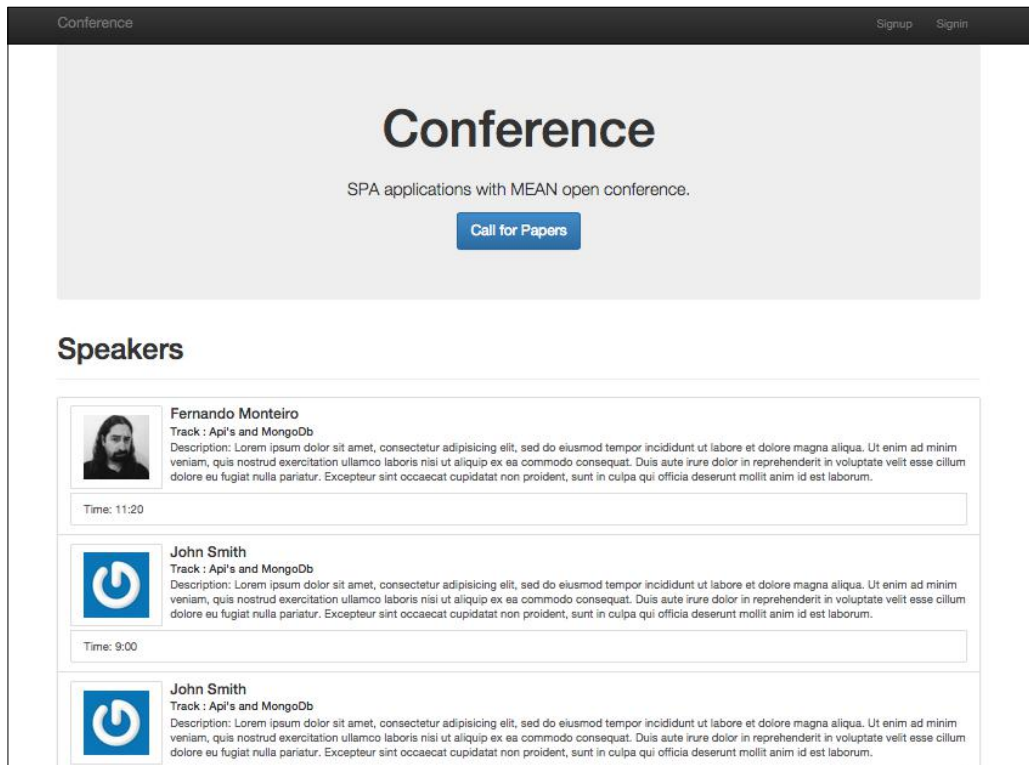 Conference
Signup Signin
Conference
SPA applications with MEAN open conference.
Call for Papers
Speakers
Fernando Monteiro
Track : Api's and MongoDb
Description: Lorem ipsum dolor sit amet, consectetur adipisicing elit, sed do eiusmod tempor incididunt ut labore et dolore magna aliqua. Ut enim ad minim
veniam, quis nostrud exercitation ullamco laboris nisi ut aliquip ex ea commodo consequat. Duis aute irure dolor in reprehenderit in voluptate velit esse cillum
dolore eu fugiat nulla pariatur. Excepteur sint occaecat cupidatat non proident, sunt in culpa qui officia deserunt mollit anim id est laborum.
Time: 11:20
John Smith
Track : Api's and MongoDb
Description: Lorem ipsum dolor sit amet, consectetur adipisicing elit, sed do eiusmod tempor incididunt ut labore et dolore magna aliqua. Ut enim ad minim
veniam, quis nostrud exercitation ullamco laboris nisi ut aliquip ex ea commodo consequat. Duis aute irure dolor in reprehenderit in voluptate velit esse cillum
dolore eu fugiat nulla pariatur. Excepteur sint occaecat cupidatat non proident, sunt in culpa qui officia deserunt mollit anim id est laborum.
Time: 9:00
John Smith
Track : Api's and MongoDb
Description: Lorem ipsum dolor sit amet, consectetur adipisicing elit, sed do eiusmod tempor incididunt ut labore et dolore magna aliqua. Ut enim ad minim
veniam, quis nostrud exercitation ullamco laboris nisi ut aliquip ex ea commodo consequat. Duis aute irure dolor in reprehenderit in voluptate velit esse cillum
dolore eu fugiat nulla pariatur. Excepteur sint occaecat cupidatat non proident, sunt in culpa qui officia deserunt mollit anim id est laborum.